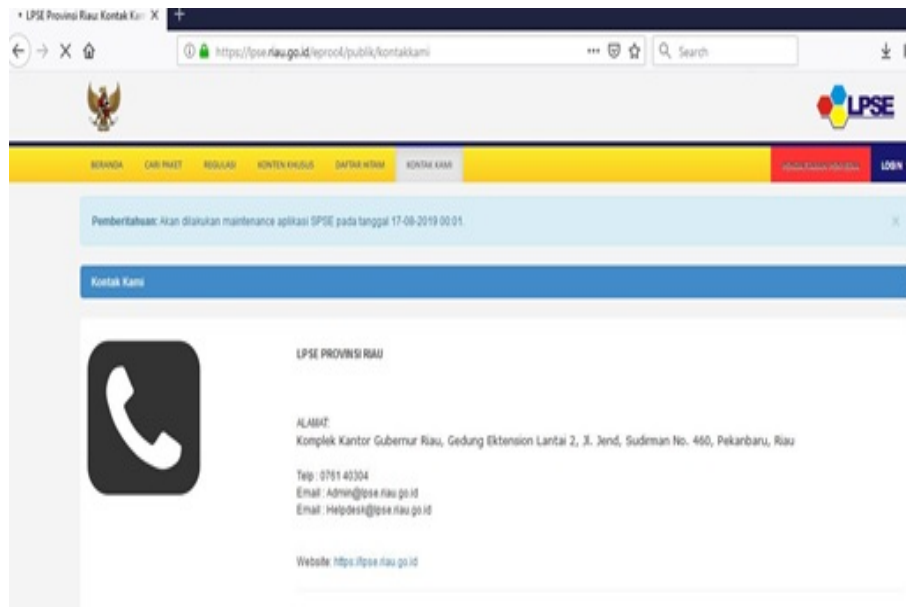 LPSE Provinsi Riau: Kontak Kam
https://lpse.riau.go.id/eproc4/publik/kontakkami
Search
LPSE
BERANDA CARI PAKET REGULASI KONTEN KHUSUS DAFTAR HITAM KONTAK KAMI
LOGIN
Pemberitahuan: Akan dilakukan maintenance aplikasi SPSE pada tanggal 17-08-2019 00:01.
Kontak Kami
LPSE PROVINSI RIAU
ALAMAT:
Komplek Kantor Gubernur Riau, Gedung Ektension Lantai 2, Jl. Jend, Sudirman No. 460, Pekanbaru, Riau
Telp : 0761 40304
Email : Admin@lpse.riau.go.id
Email : Helpdesk@lpse.riau.go.id
Website: https://lpse.riau.go.id